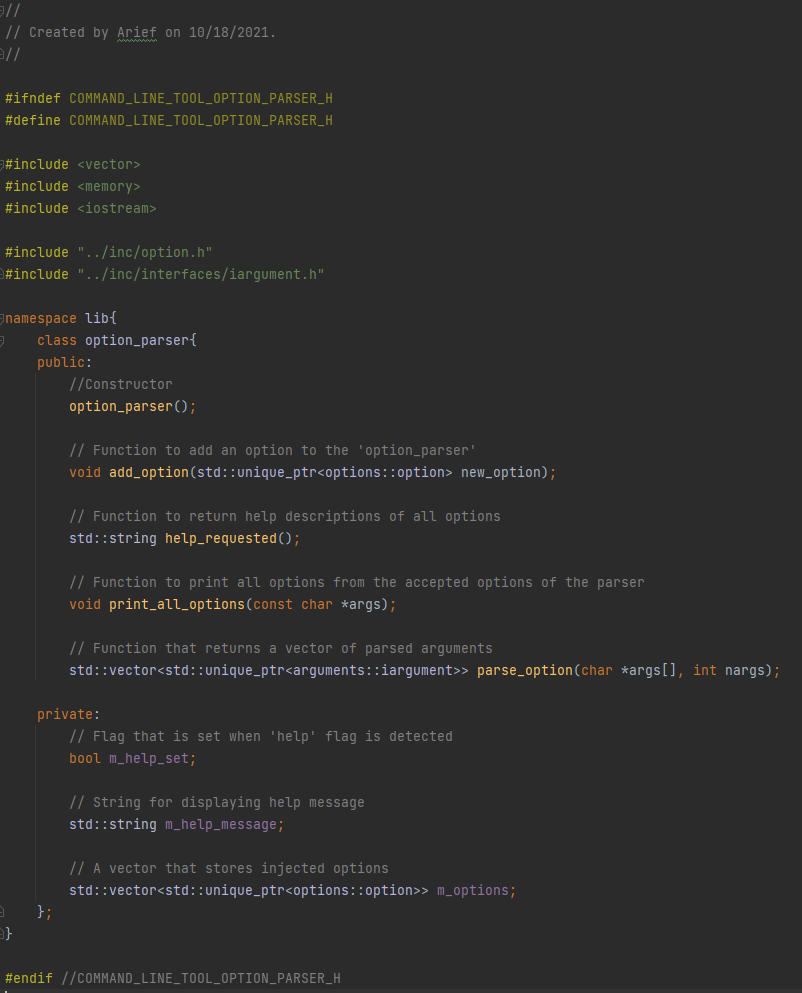 //
// Created by Arief on 10/18/2021.
//
#ifndef COMMAND_LINE_TOOL_OPTION_PARSER_H
#define COMMAND_LINE_TOOL_OPTION_PARSER_H
#include <vector>
#include <memory>
#include <iostream>
#include "../inc/option.h"
#include "../inc/interfaces/iargument.h"
namespace lib{
    class option_parser{
    public:
        //Constructor
        option_parser();
        // Function to add an option to the 'option_parser'
        void add_option(std::unique_ptr<options::option> new_option);
        // Function to return help descriptions of all options
        std::string help_requested();
        // Function to print all options from the accepted options of the parser
        void print_all_options(const char *args);
        // Function that returns a vector of parsed arguments
        std::vector<std::unique_ptr<arguments::iargument>> parse_option(char *args[], int nargs);
    private:
        // Flag that is set when 'help' flag is detected
        bool m_help_set;
        // String for displaying help message
        std::string m_help_message;
        // A vector that stores injected options
        std::vector<std::unique_ptr<options::option>> m_options;
    };
}
#endif //COMMAND_LINE_TOOL_OPTION_PARSER_H